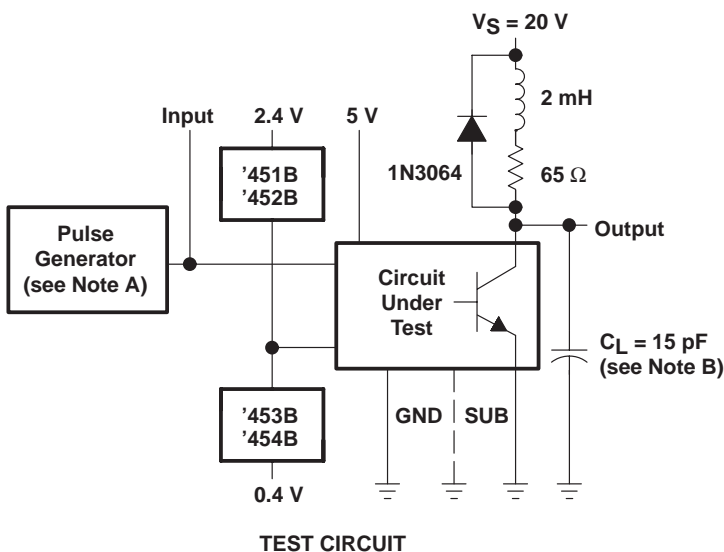 VS = 20 V
2 mH
Input
2.4 V
5 V
'451B
'452B
1N3064
65 Ω
Pulse
Generator
(see Note A)
Output
Circuit
Under
Test
CL = 15 pF
(see Note B)
'453B
'454B
GND
SUB
0.4 V
TEST CIRCUIT